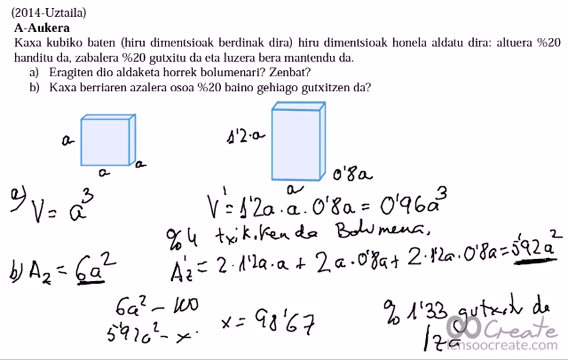 (2014-Uztaila)
A-Aukera
Kaxa kubiko baten (hiru dimentsioak berdinak dira) hiru dimentsioak honela aldatu dira: altuera %20
handitu da, zabalera %20 gutxitu da eta luzera bera mantendu da.
a) Eragiten dio aldaketa horrek bolumenari? Zenbat?
b) Kaxa berriaren azalera osoa %20 baino gehiago gutxitzen da?
a
a
a
1'2·a
0'8a
a
a) V = a³
V' = 1'2a · a · 0'8a = 0'96a³
%4 txikitzen da Bolumena.
b) A₂ = 6a²
A₂' = 2·1'2a·a + 2a·0'8a + 2·1'2a·0'8a = 5'92a²
6a² – 100
5'92a² – x
x = 98'67
% 1'33 gutxitu da
Create
ensoocreate.com